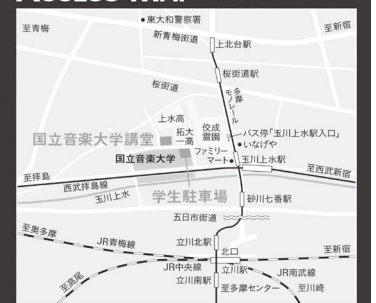 ACCESS MAP
至青梅
•東大和警察署
至新宿
新青梅街道
上北台駅
桜街道駅
桜街道
多摩モノレール
上水高
拓大一高
佼成霊園
バス停「玉川上水駅入口」
•いなげや
国立音楽大学講堂
国立音楽大学
ファミリーマート•
玉川上水駅
至拝島
至西武新宿
西武拝島線
玉川上水
学生駐車場
砂川七番駅
五日市街道
至奥多摩
立川北駅
北口
至新宿
JR青梅線
JR中央線
立川駅
JR南武線
至高尾
立川南駅
至多摩センター
至川崎